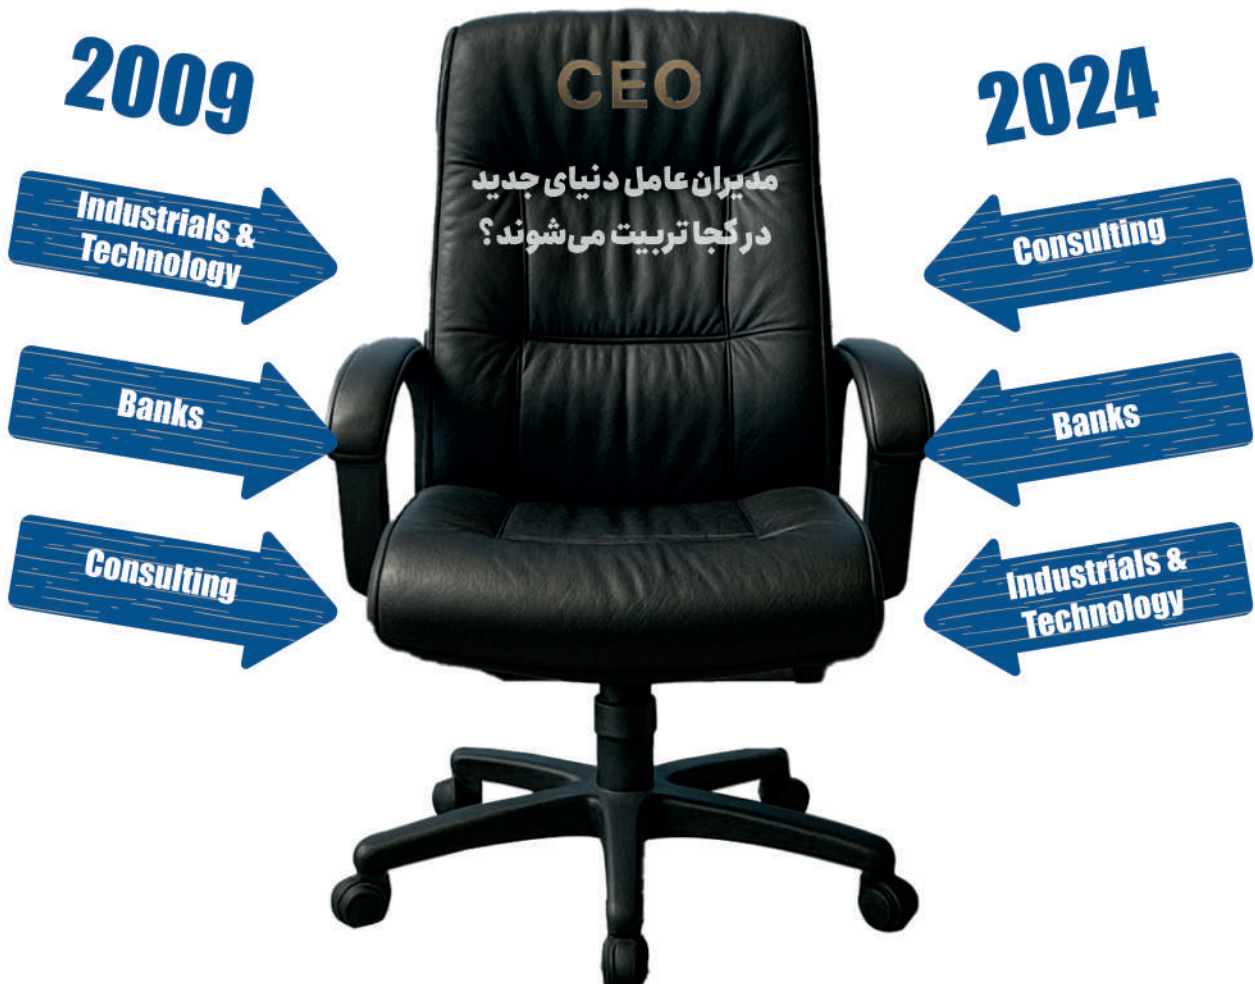 2009
Industrials &
Technology
Banks
Consulting
CEO
مدیران عامل دنیای جدید
در کجا تربیت می‌شوند؟
2024
Consulting
Banks
Industrials &
Technology